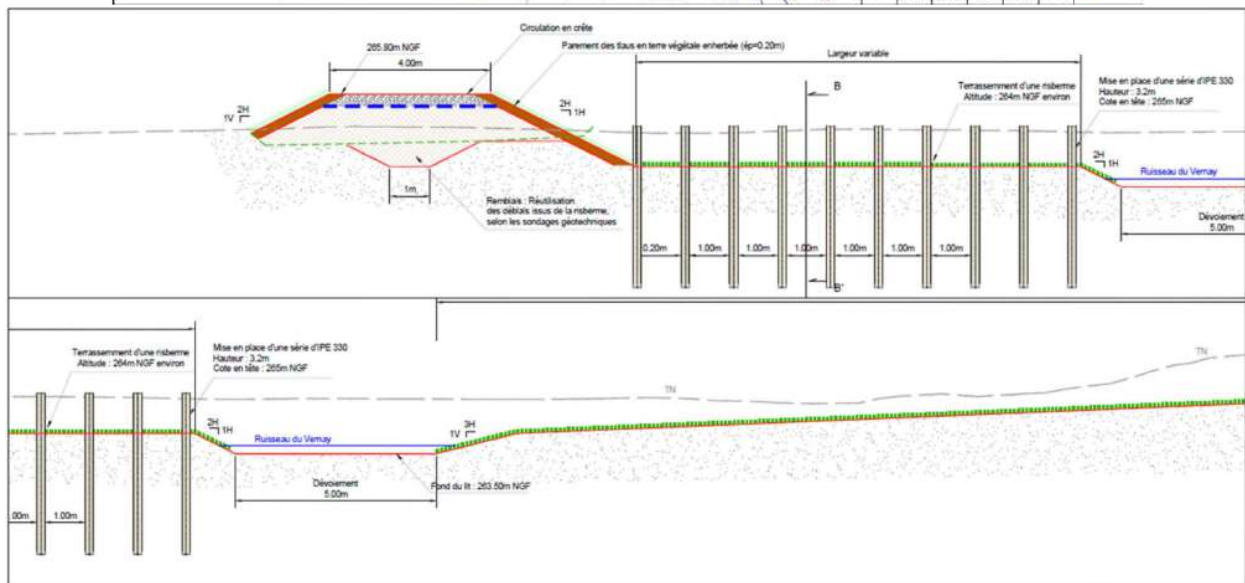 Circulation en crête
265.80m NGF
Parement des tlaus en terre végétale enherbée (ép=0.20m)
4.00m
Largeur variable
B
Terrassemment d'une risberme
Altitude : 264m NGF environ
Mise en place d'une série d'IPE 330
Hauteur : 3.2m
Cote en tête : 265m NGF
2H
1V
2H
1H
2H
1H
Ruisseau du Vernay
1m
Remblais : Réutilisation
des déblais issus de la risberme,
selon les sondages géotechniques
Dévoiement
5.00m
0.20m
1.00m
1.00m
1.00m
1.00m
1.00m
1.00m
B'
Terrassemment d'une risberme
Altitude : 264m NGF environ
Mise en place d'une série d'IPE 330
Hauteur : 3.2m
Cote en tête : 265m NGF
TN
TN
2H
1H
Ruisseau du Vernay
3H
1V
Dévoiement
5.00m
Fond du lit : 263.50m NGF
.00m
1.00m